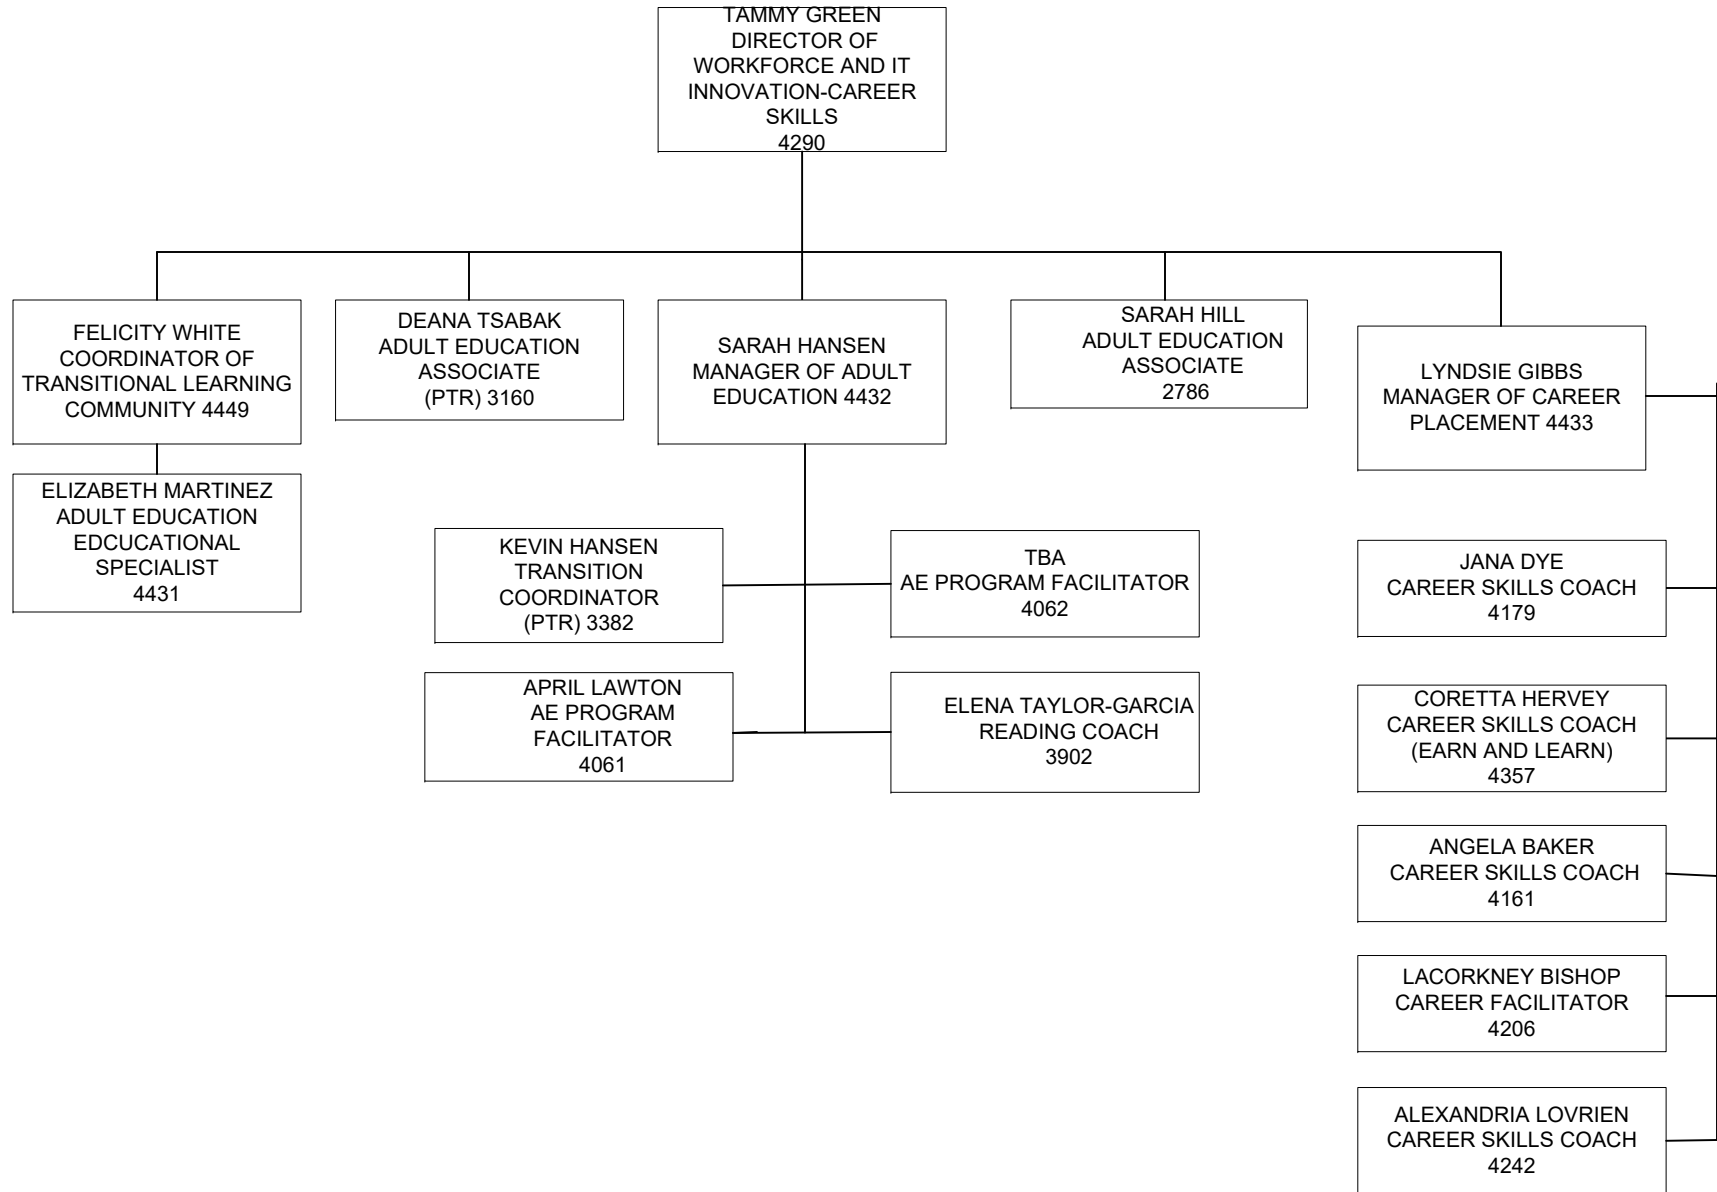 TAMMY GREEN
DIRECTOR OF
WORKFORCE AND IT
INNOVATION-CAREER
SKILLS
4290
FELICITY WHITE
COORDINATOR OF
TRANSITIONAL LEARNING
COMMUNITY 4449
DEANA TSABAK
ADULT EDUCATION
ASSOCIATE
(PTR) 3160
SARAH HANSEN
MANAGER OF ADULT
EDUCATION 4432
SARAH HILL
ADULT EDUCATION
ASSOCIATE
2786
LYNDSIE GIBBS
MANAGER OF CAREER
PLACEMENT 4433
ELIZABETH MARTINEZ
ADULT EDUCATION
EDCUCATIONAL
SPECIALIST
4431
KEVIN HANSEN
TRANSITION
COORDINATOR
(PTR) 3382
TBA
AE PROGRAM FACILITATOR
4062
APRIL LAWTON
AE PROGRAM
FACILITATOR
4061
ELENA TAYLOR-GARCIA
READING COACH
3902
JANA DYE
CAREER SKILLS COACH
4179
CORETTA HERVEY
CAREER SKILLS COACH
(EARN AND LEARN)
4357
ANGELA BAKER
CAREER SKILLS COACH
4161
LACORKNEY BISHOP
CAREER FACILITATOR
4206
ALEXANDRIA LOVRIEN
CAREER SKILLS COACH
4242